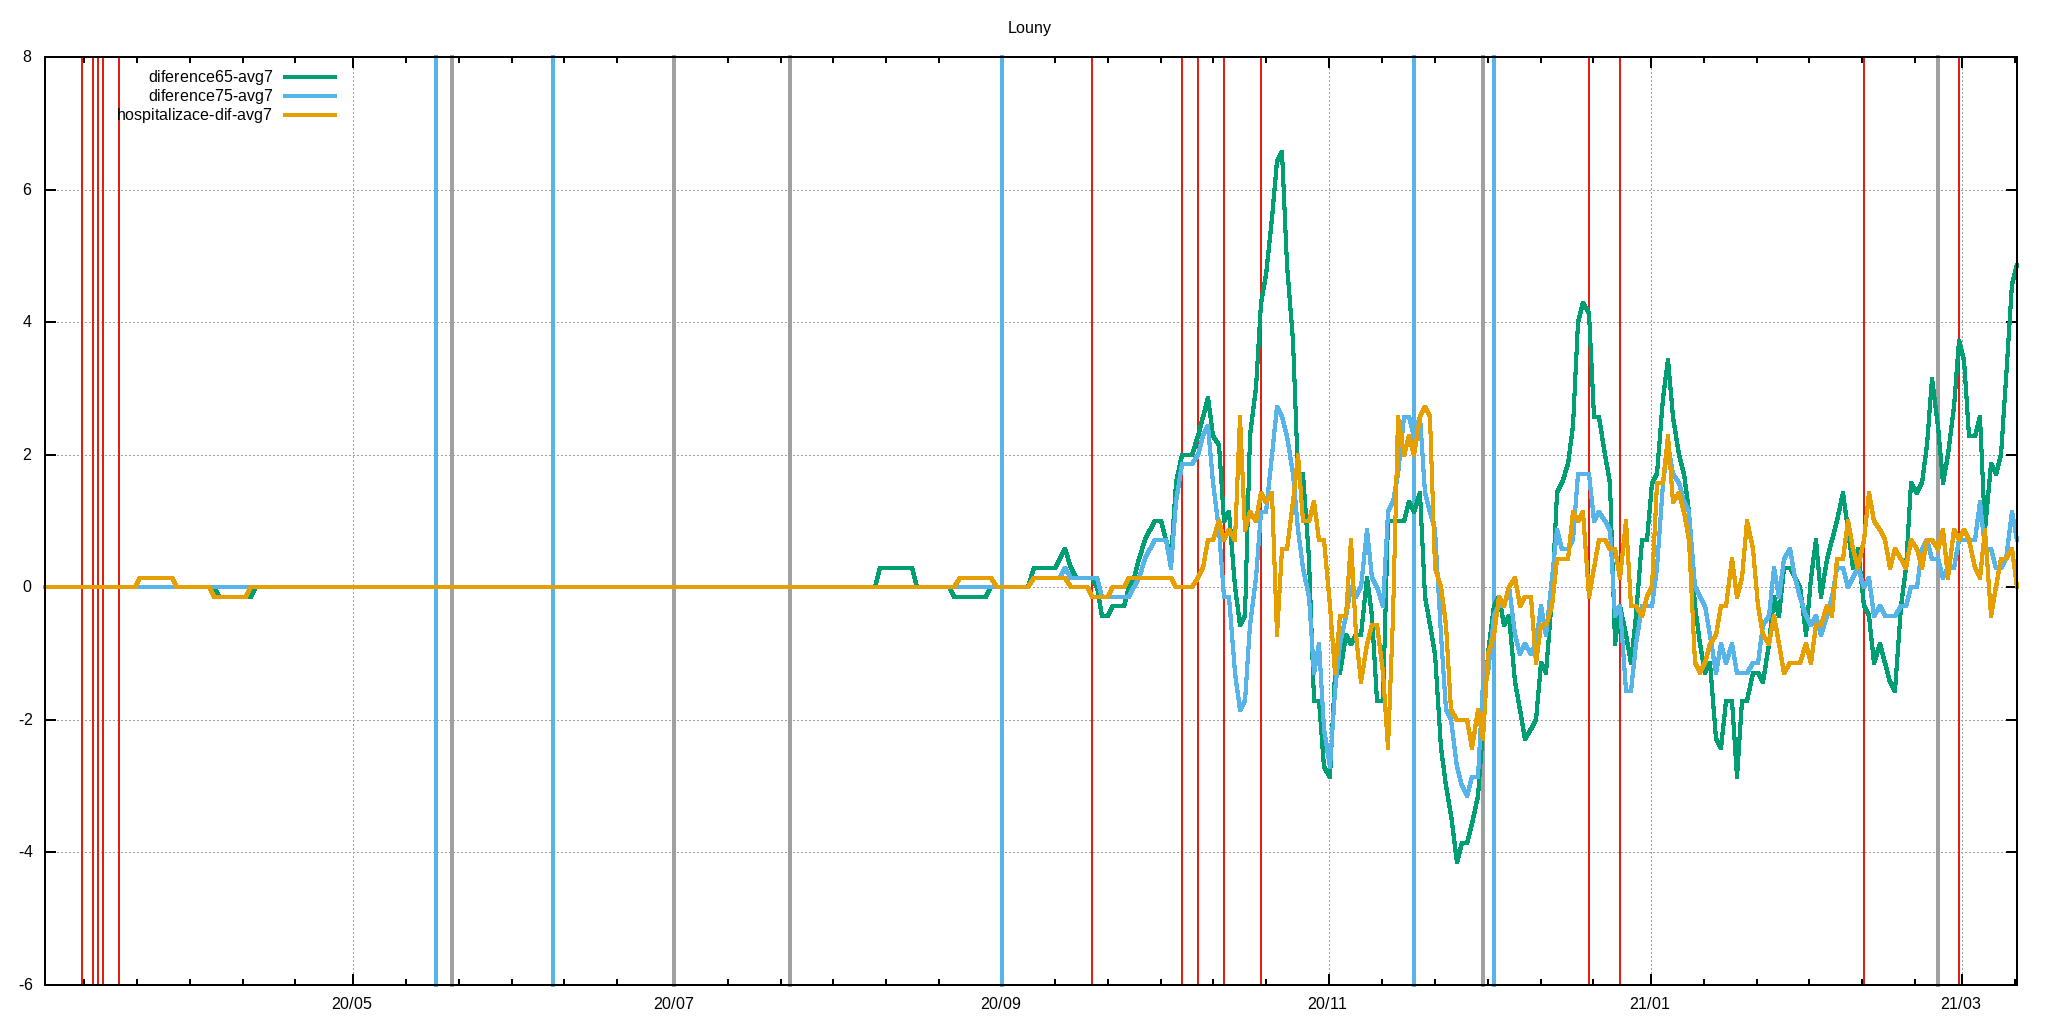 Louny
8
diference65-avg7
diference75-avg7
hospitalizace-dif-avg7
6
4
2
0
-2
-4
-6
20/05 20/07 20/09 20/11 21/01 21/03